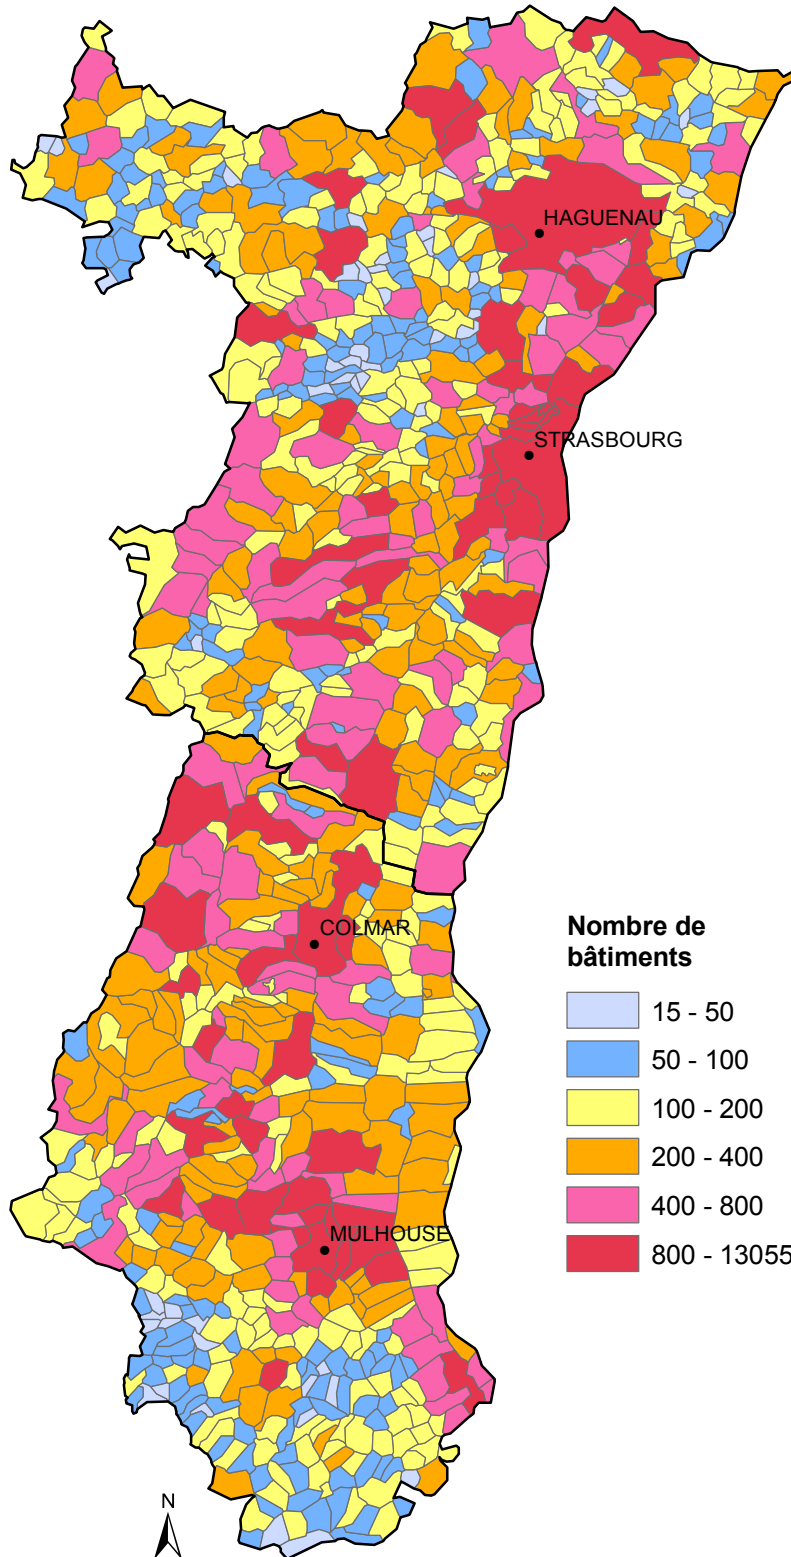 HAGUENAU
STRASBOURG
COLMAR
Nombre de
bâtiments
15 - 50
50 - 100
100 - 200
200 - 400
400 - 800
800 - 13055
MULHOUSE
N